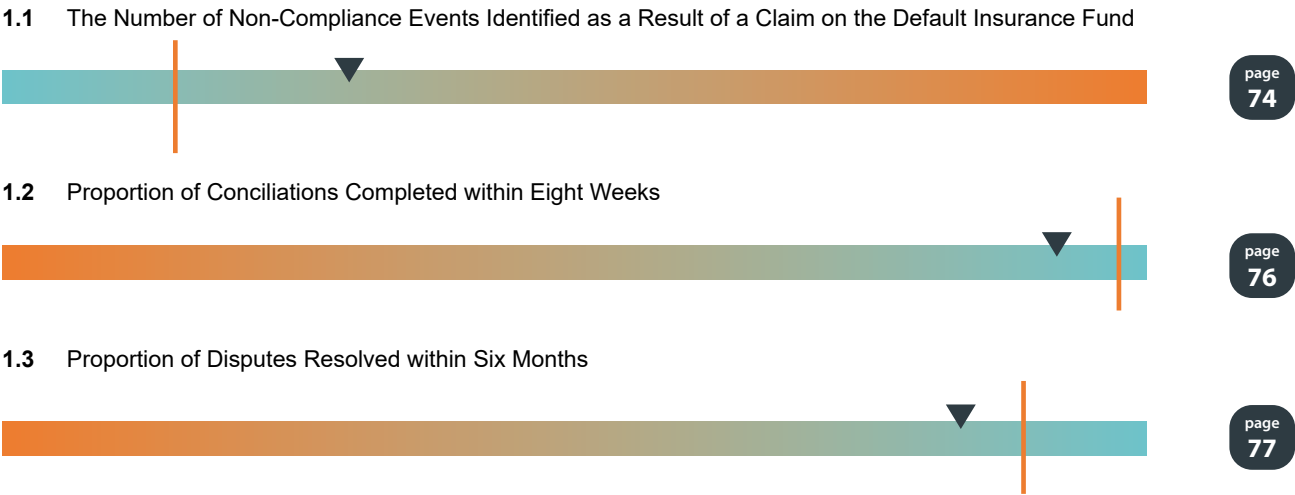 1.1 The Number of Non-Compliance Events Identified as a Result of a Claim on the Default Insurance Fund
page
74
1.2 Proportion of Conciliations Completed within Eight Weeks
page
76
1.3 Proportion of Disputes Resolved within Six Months
page
77